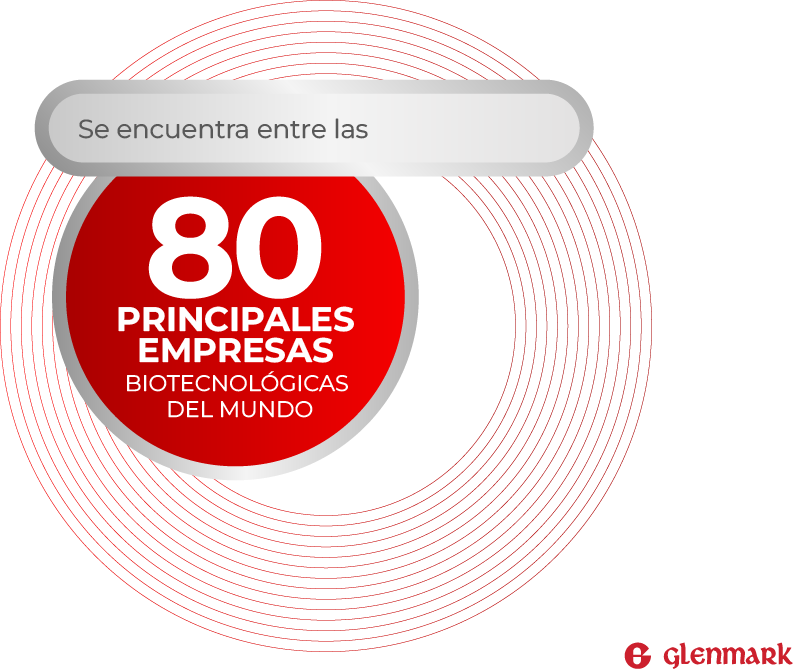 Se encuentra entre las
80
PRINCIPALES
EMPRESAS
BIOTECNOLÓGICAS
DEL MUNDO
glenmark